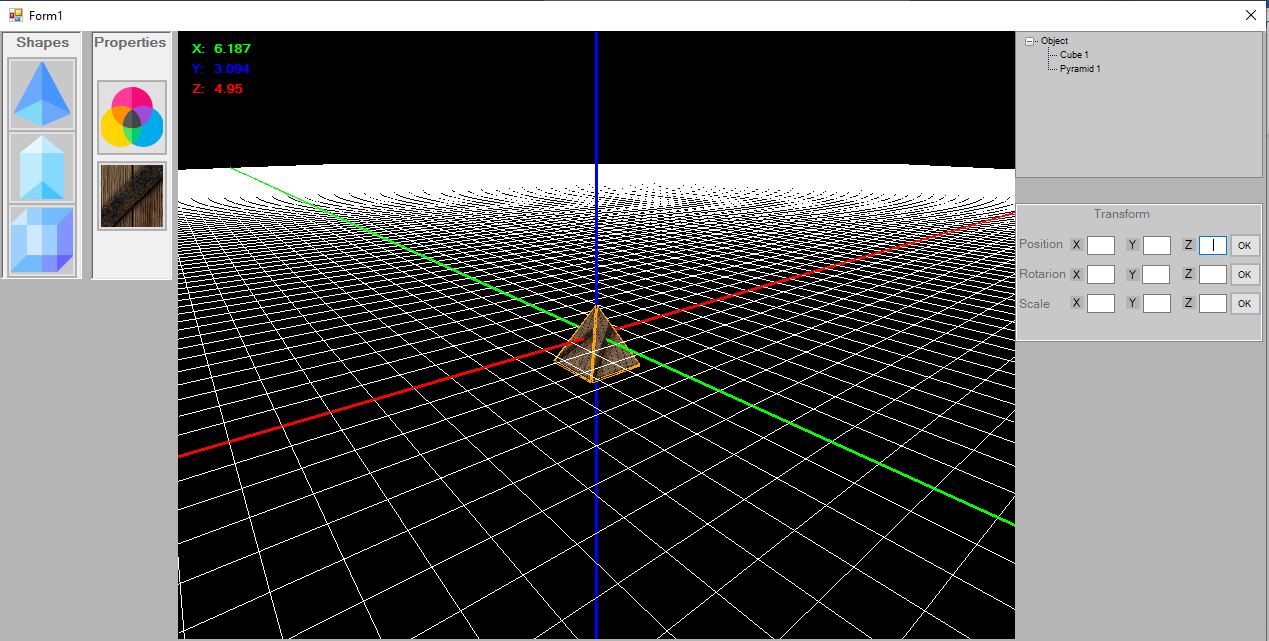 Form1
Shapes
Properties
X: 6.187
Y: 3.094
Z: 4.95
Object
Cube 1
Pyramid 1
Transform
Position X Y Z OK
Rotarion X Y Z OK
Scale X Y Z OK